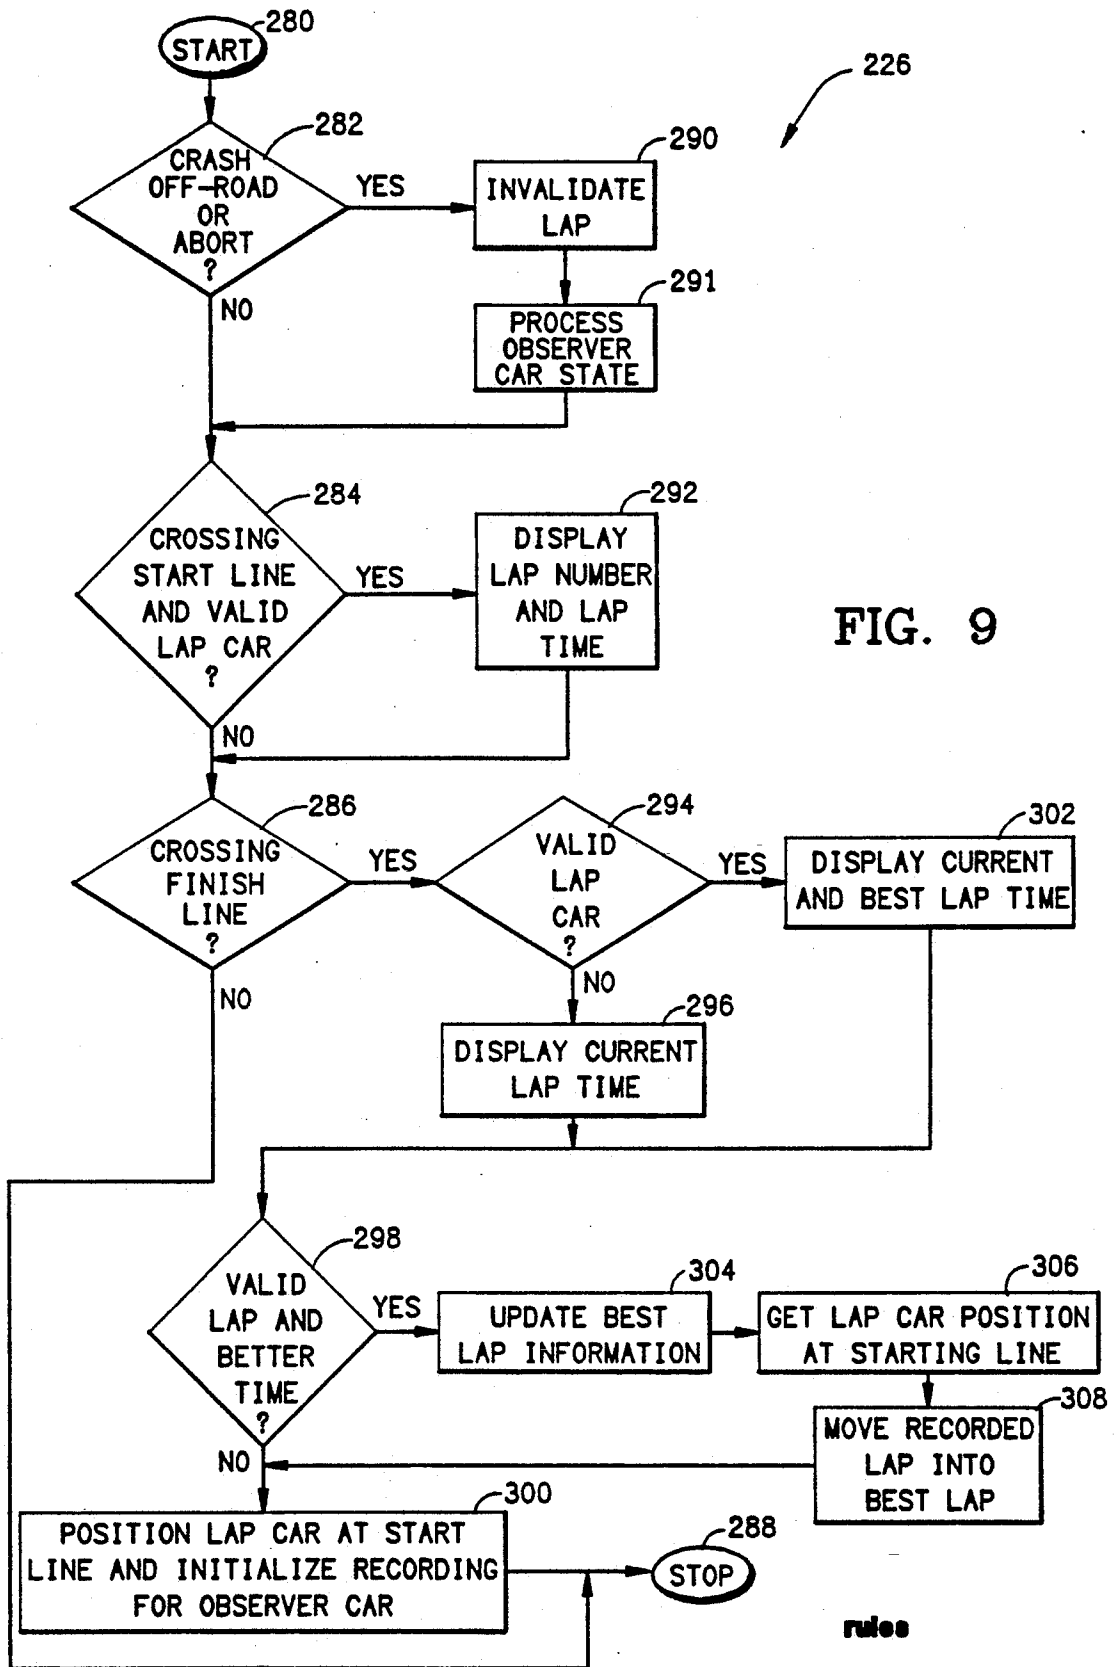 280
START
226
282
CRASH
OFF-ROAD
OR
ABORT
?
YES
NO
290
INVALIDATE
LAP
291
PROCESS
OBSERVER
CAR STATE
284
CROSSING
START LINE
AND VALID
LAP CAR
?
YES
NO
292
DISPLAY
LAP NUMBER
AND LAP
TIME
FIG. 9
286
CROSSING
FINISH
LINE
?
YES
NO
294
VALID
LAP
CAR
?
YES
NO
302
DISPLAY CURRENT
AND BEST LAP TIME
296
DISPLAY CURRENT
LAP TIME
298
VALID
LAP AND
BETTER
TIME
?
YES
NO
304
UPDATE BEST
LAP INFORMATION
306
GET LAP CAR POSITION
AT STARTING LINE
308
MOVE RECORDED
LAP INTO
BEST LAP
300
POSITION LAP CAR AT START
LINE AND INITIALIZE RECORDING
FOR OBSERVER CAR
288
STOP
rules